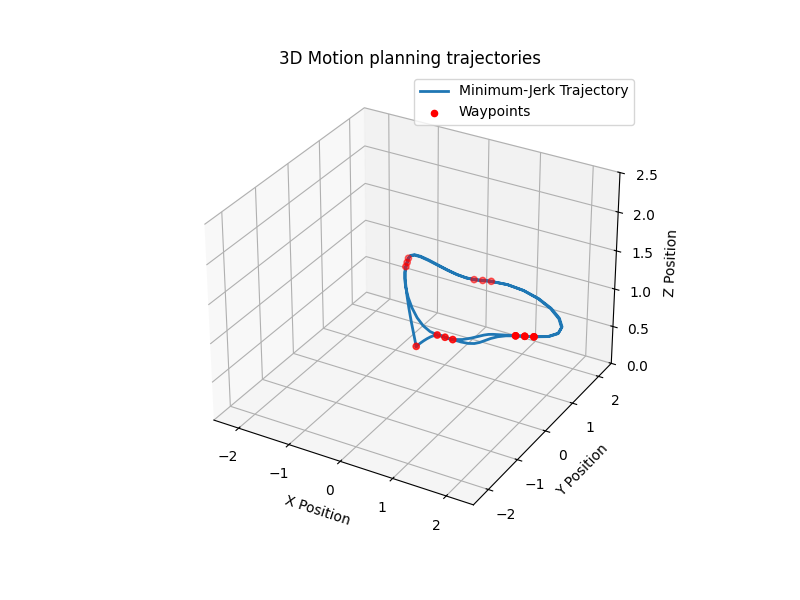 3D Motion planning trajectories
Minimum-Jerk Trajectory
Waypoints
2.5
2.0
1.5
1.0
0.5
0.0
Z Position
2
1
0
−1
−2
Y Position
−2
−1
0
1
2
X Position